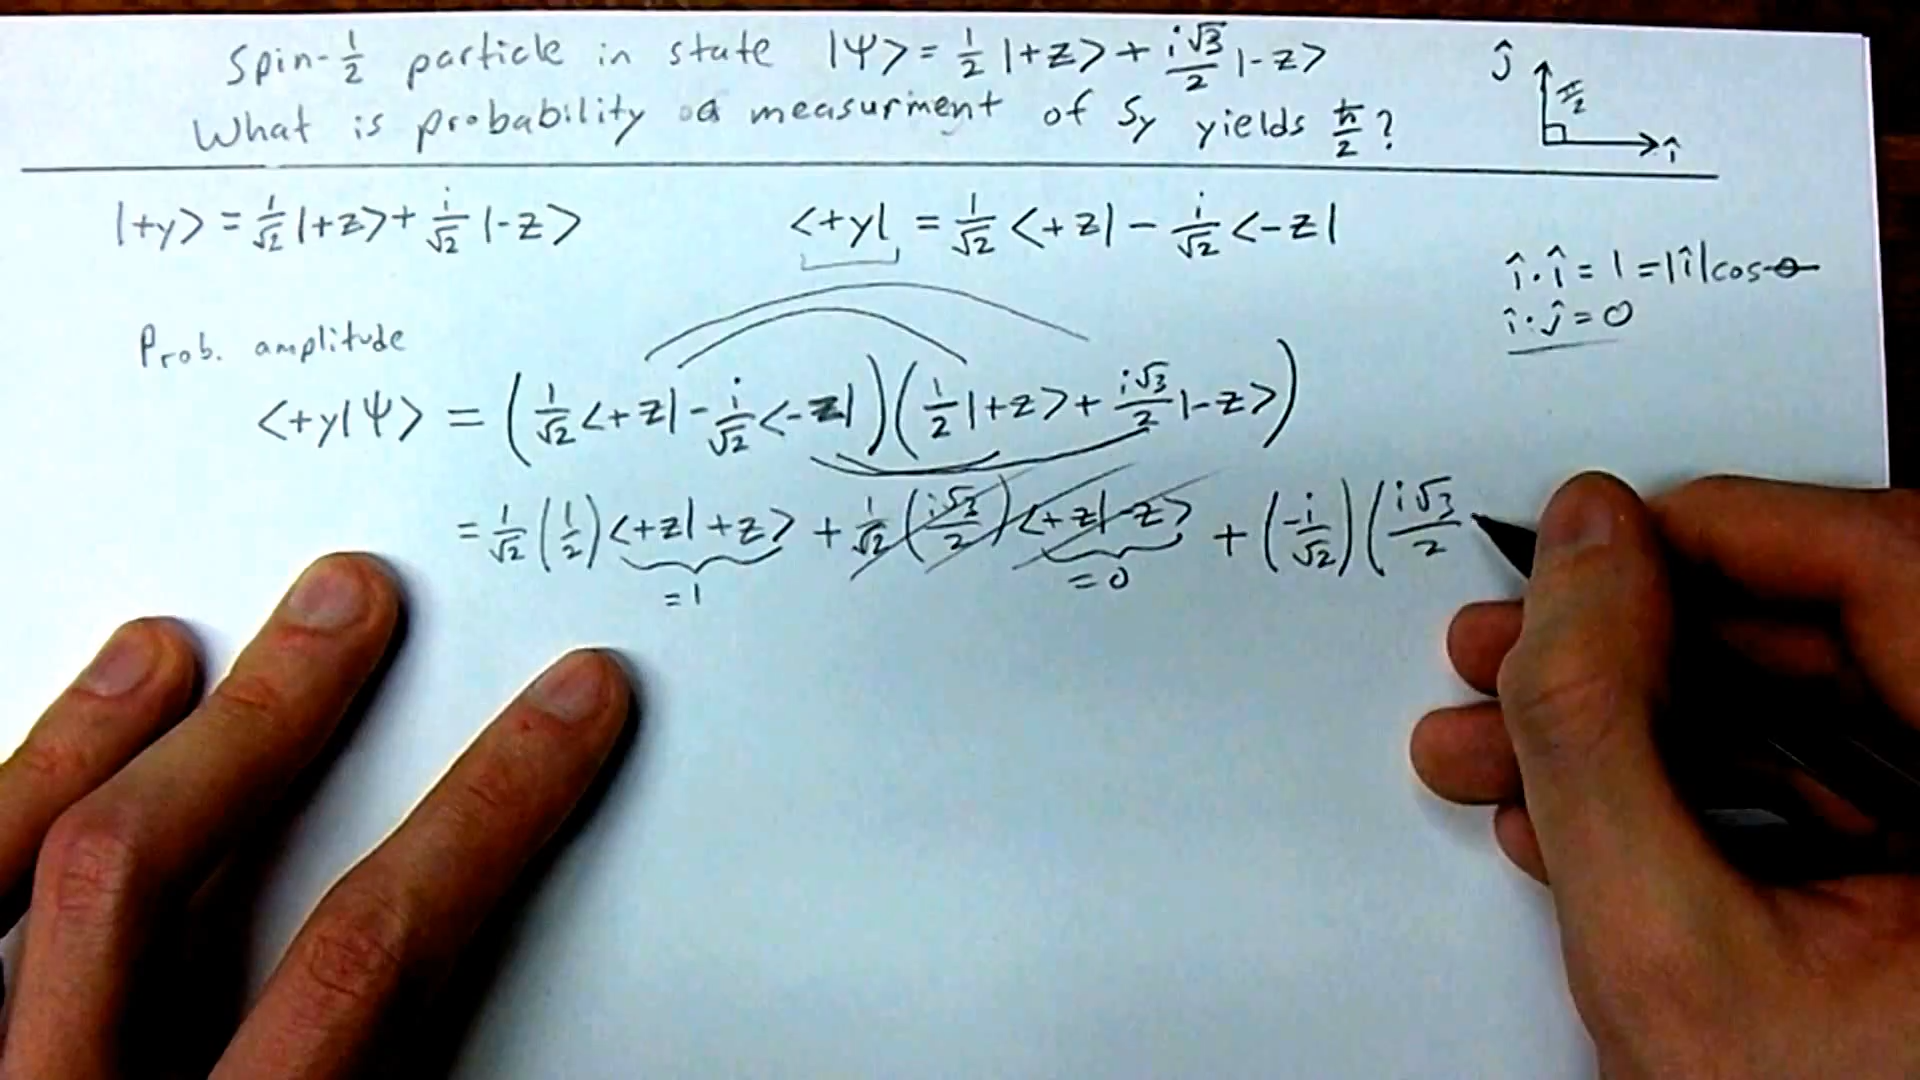 Spin-1/2 particle in state |Ψ> = 1/2 |+z> + i√3/2 |-z>
What is probability a measurment of Sy yields ħ/2 ?
ĵ
π/2
î
|+y> = 1/√2 |+z> + i/√2 |-z>
<+y| = 1/√2 <+z| - i/√2 <-z|
î·î = 1 = |î| cos θ
î·ĵ = 0
Prob. amplitude
<+y|Ψ> = (1/√2 <+z| - i/√2 <-z|)(1/2 |+z> + i√3/2 |-z>)
= 1/√2 (1/2) <+z|+z> + 1/√2 (i√3/2) <+z|-z> + (-i/√2)(i√3/2
= 1
= 0